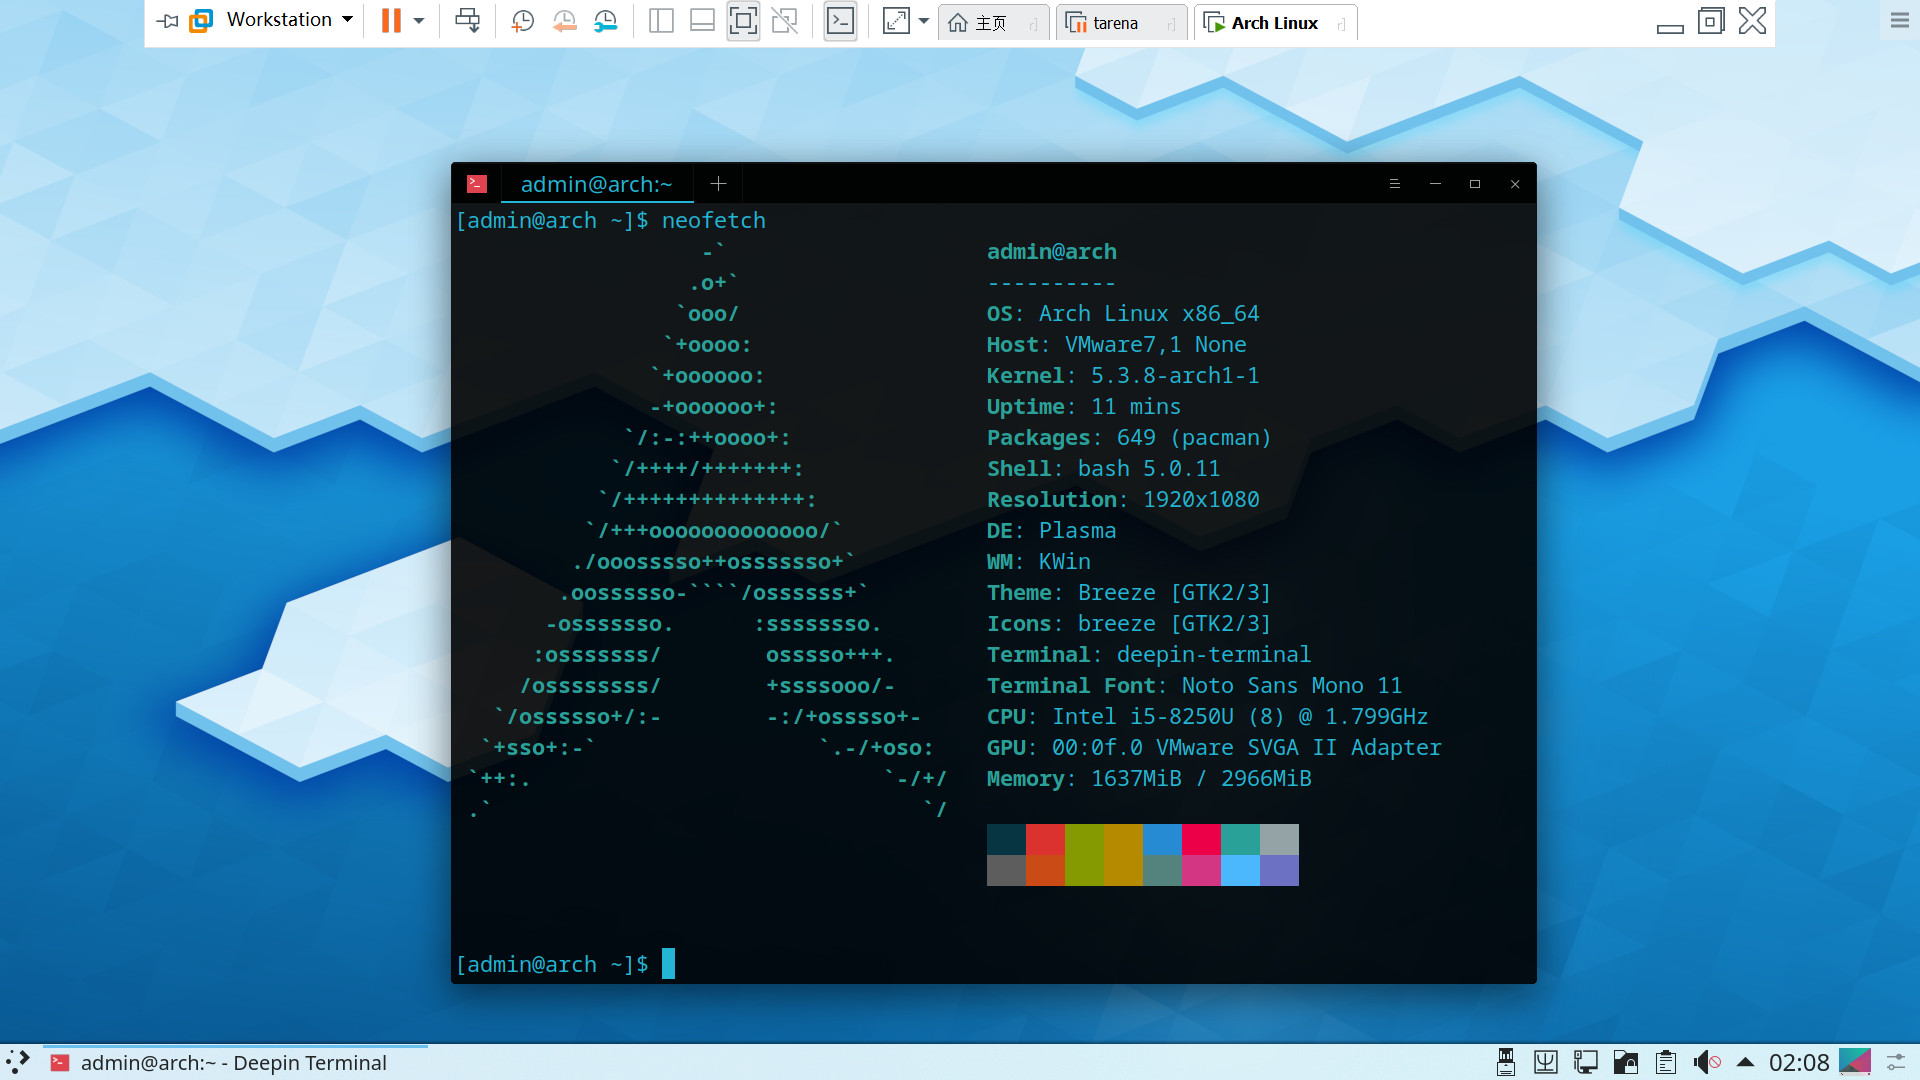 Workstation
主页
tarena
Arch Linux
admin@arch:~
[admin@arch ~]$ neofetch
-`
.o+`
`ooo/
`+oooo:
`+oooooo:
-+oooooo+:
`/:-:++oooo+:
`/++++/+++++++:
`/++++++++++++++:
`/+++ooooooooooooo/`
./ooosssso++osssssso+`
.oossssso-````/ossssss+`
-osssssso.      :ssssssso.
:osssssss/        osssso+++.
/ossssssss/        +ssssooo/-
`/ossssso+/:-        -:/+osssso+-
`+sso+:-`                 `.-/+oso:
`++:.                           `-/+/
.`                                 `/
admin@arch
----------
OS: Arch Linux x86_64
Host: VMware7,1 None
Kernel: 5.3.8-arch1-1
Uptime: 11 mins
Packages: 649 (pacman)
Shell: bash 5.0.11
Resolution: 1920x1080
DE: Plasma
WM: KWin
Theme: Breeze [GTK2/3]
Icons: breeze [GTK2/3]
Terminal: deepin-terminal
Terminal Font: Noto Sans Mono 11
CPU: Intel i5-8250U (8) @ 1.799GHz
GPU: 00:0f.0 VMware SVGA II Adapter
Memory: 1637MiB / 2966MiB
[admin@arch ~]$
admin@arch:~ - Deepin Terminal
02:08